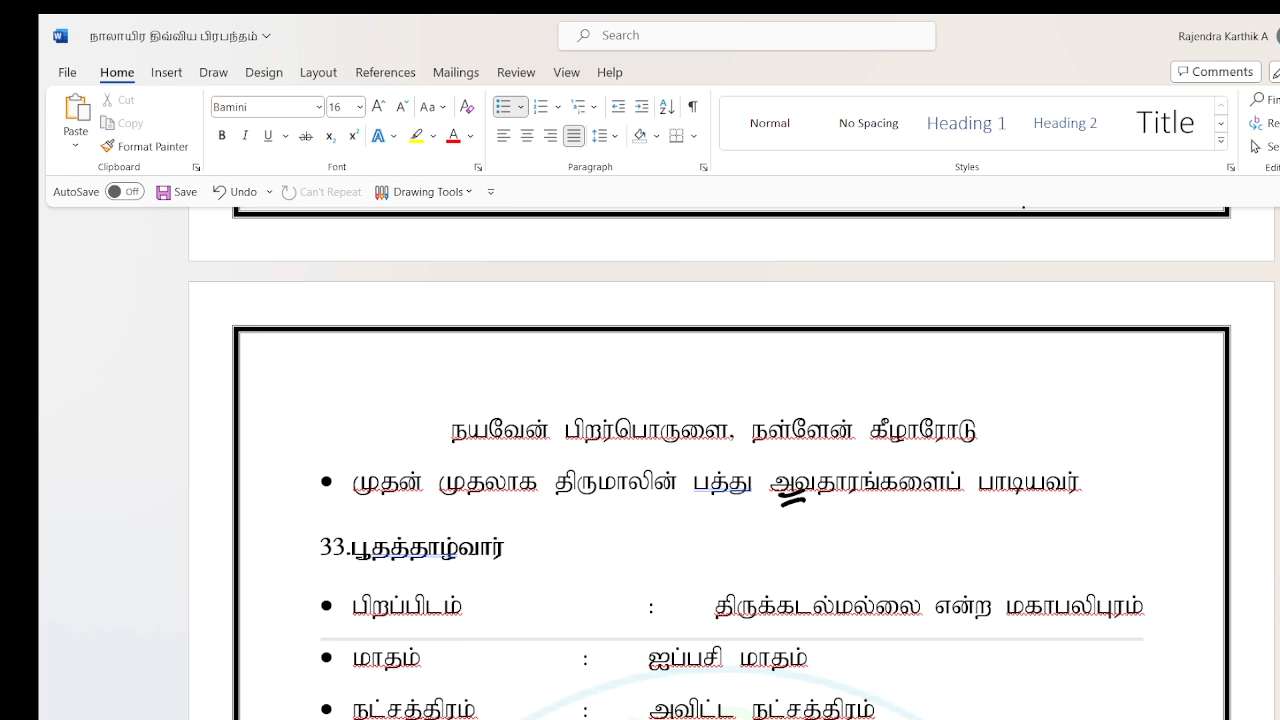 நாலாயிர திவ்விய பிரபந்தம்
Search
Rajendra Karthik A
File Home Insert Draw Design Layout References Mailings Review View Help
Comments
Paste
Cut
Copy
Format Painter
Clipboard
Bamini 16
Font
Paragraph
Normal No Spacing Heading 1 Heading 2 Title
Styles
AutoSave Off Save Undo Can't Repeat Drawing Tools
நயவேன் பிறர்பொருளை, நள்ளேன் கீழாரோடு
• முதன் முதலாக திருமாலின் பத்து அவதாரங்களைப் பாடியவர்
33.பூதத்தாழ்வார்
• பிறப்பிடம் : திருக்கடல்மல்லை என்ற மகாபலிபுரம்
• மாதம் : ஐப்பசி மாதம்
• நட்சத்திரம் : அவிட்ட நட்சத்திரம்